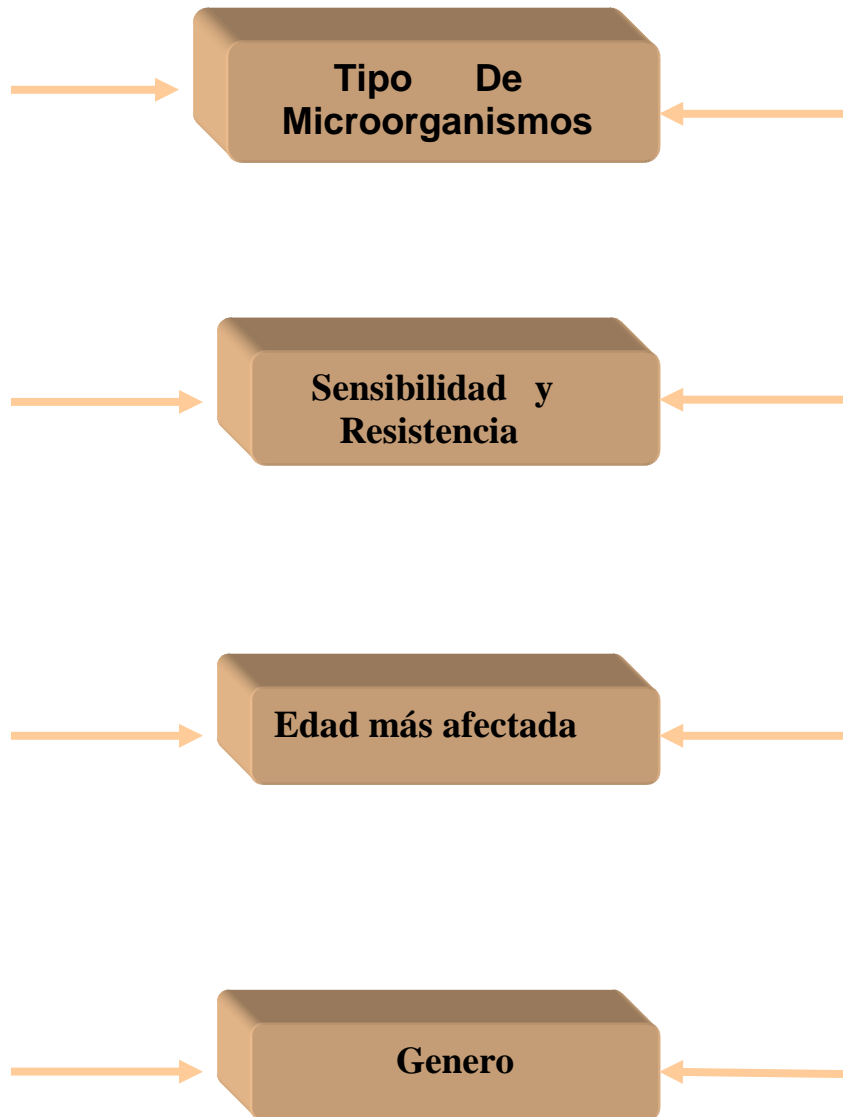 Tipo De
Microorganismos
Sensibilidad y
Resistencia
Edad más afectada
Genero